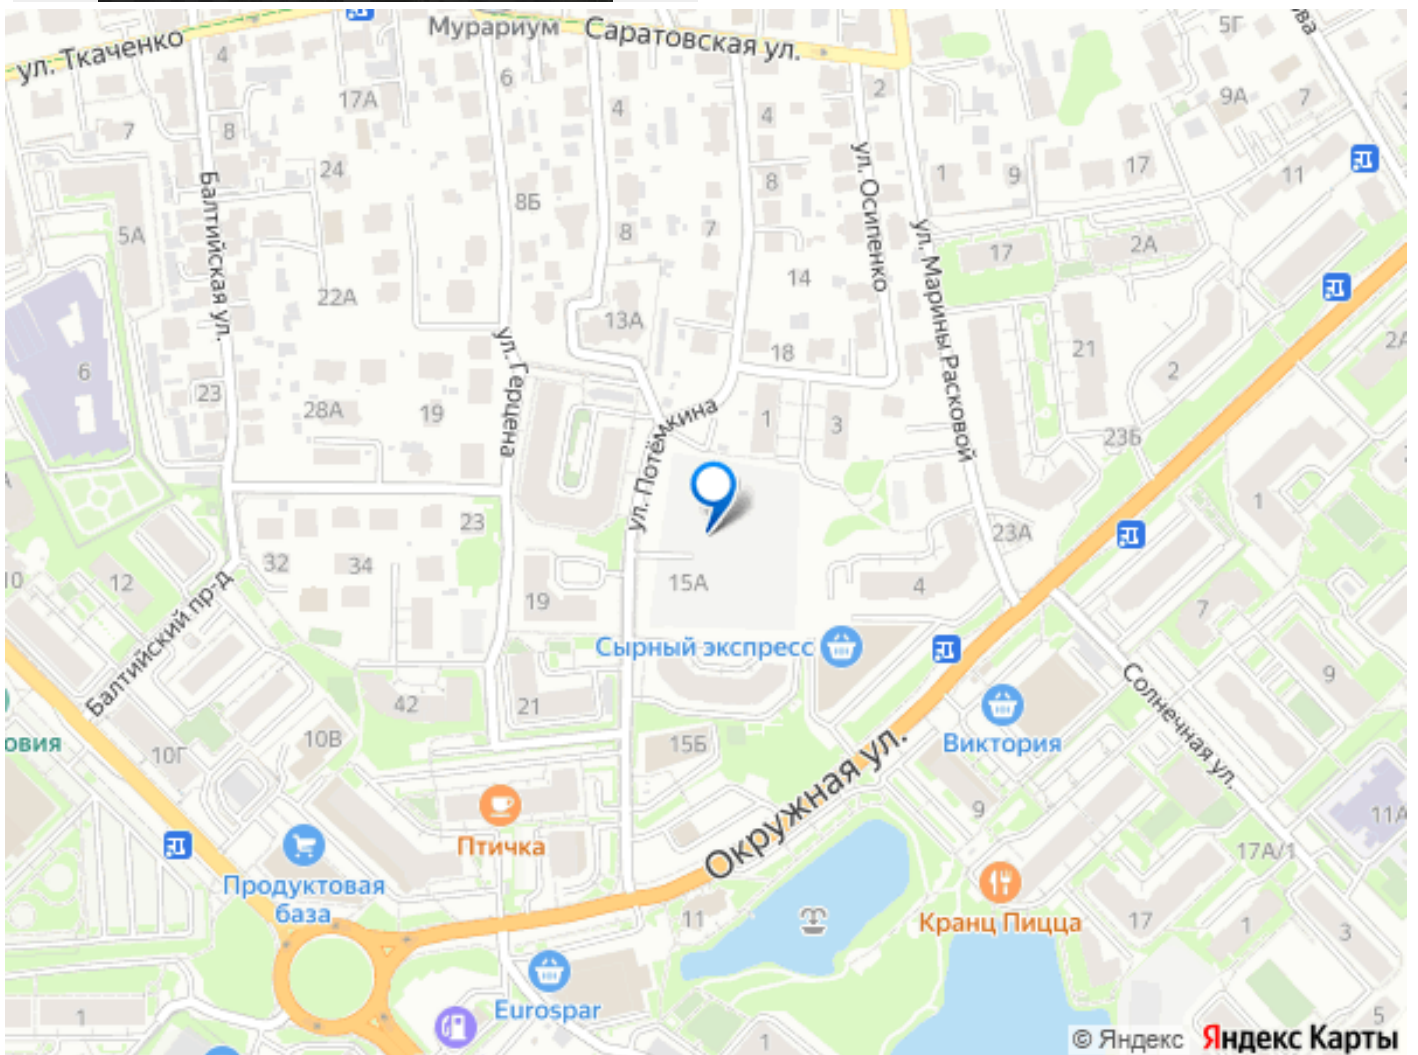 Мурариум
Саратовская ул.
ул. Ткаченко
4
5Г
6
2
17А
4
4
9А
7
7
8
24
8
1
9
17
11
8Б
ул. Осипенко
Балтийская ул.
5А
8
7
17
2А
ул. Марины Расковой
14
22А
13А
ул. Герцена
18
21
2
6
23
28А
19
ул. Потёмкина
1
3
23Б
23
23А
1
32
34
10
12
15А
4
19
7
Балтийский пр-д
Сырный экспресс
9
Солнечная ул.
42
21
10Г
10В
15Б
Окружная ул.
Виктория
овия
9
11А
Птичка
17А/1
Продуктовая
база
Кранц Пицца
11
17
1
3
Eurospar
1
1
5
© Яндекс Яндекс Карты